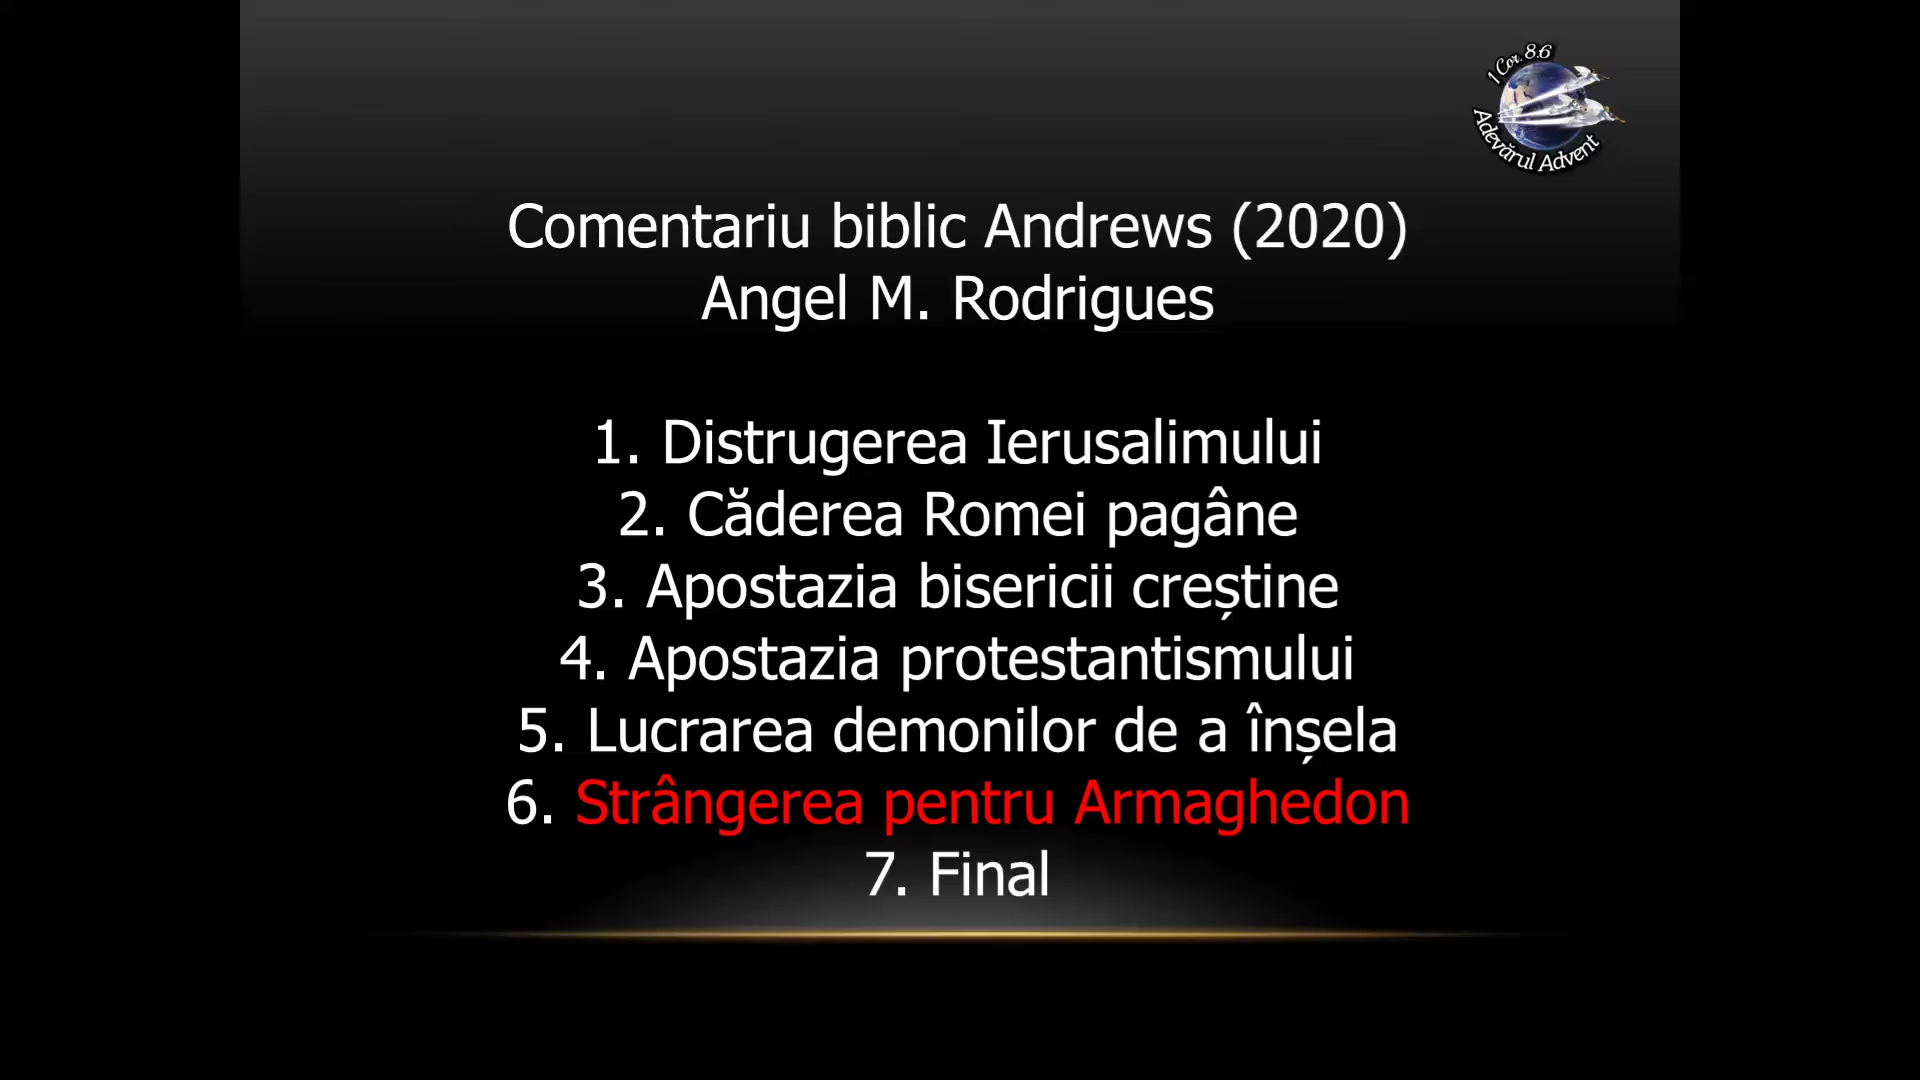 1 Cor. 8:6
Adevărul Advent
Comentariu biblic Andrews (2020)
Angel M. Rodrigues
1. Distrugerea Ierusalimului
2. Căderea Romei pagâne
3. Apostazia bisericii creștine
4. Apostazia protestantismului
5. Lucrarea demonilor de a înșela
6. Strângerea pentru Armaghedon
7. Final